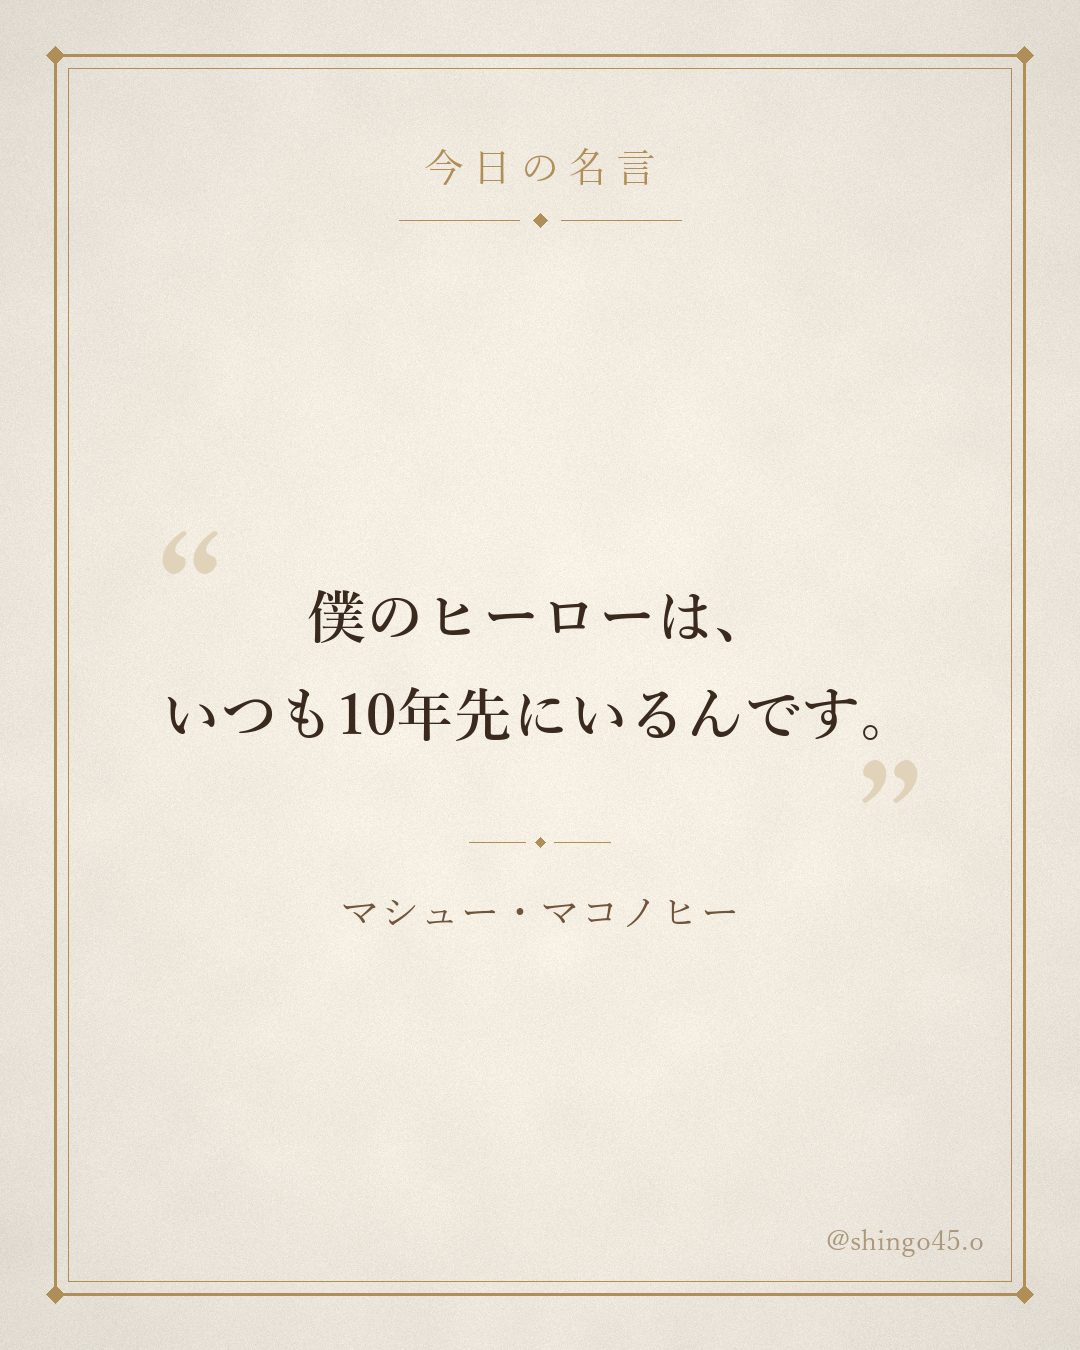 今日の名言
“
僕のヒーローは、
いつも10年先にいるんです。
”
マシュー・マコノヒー
@shingo45.o